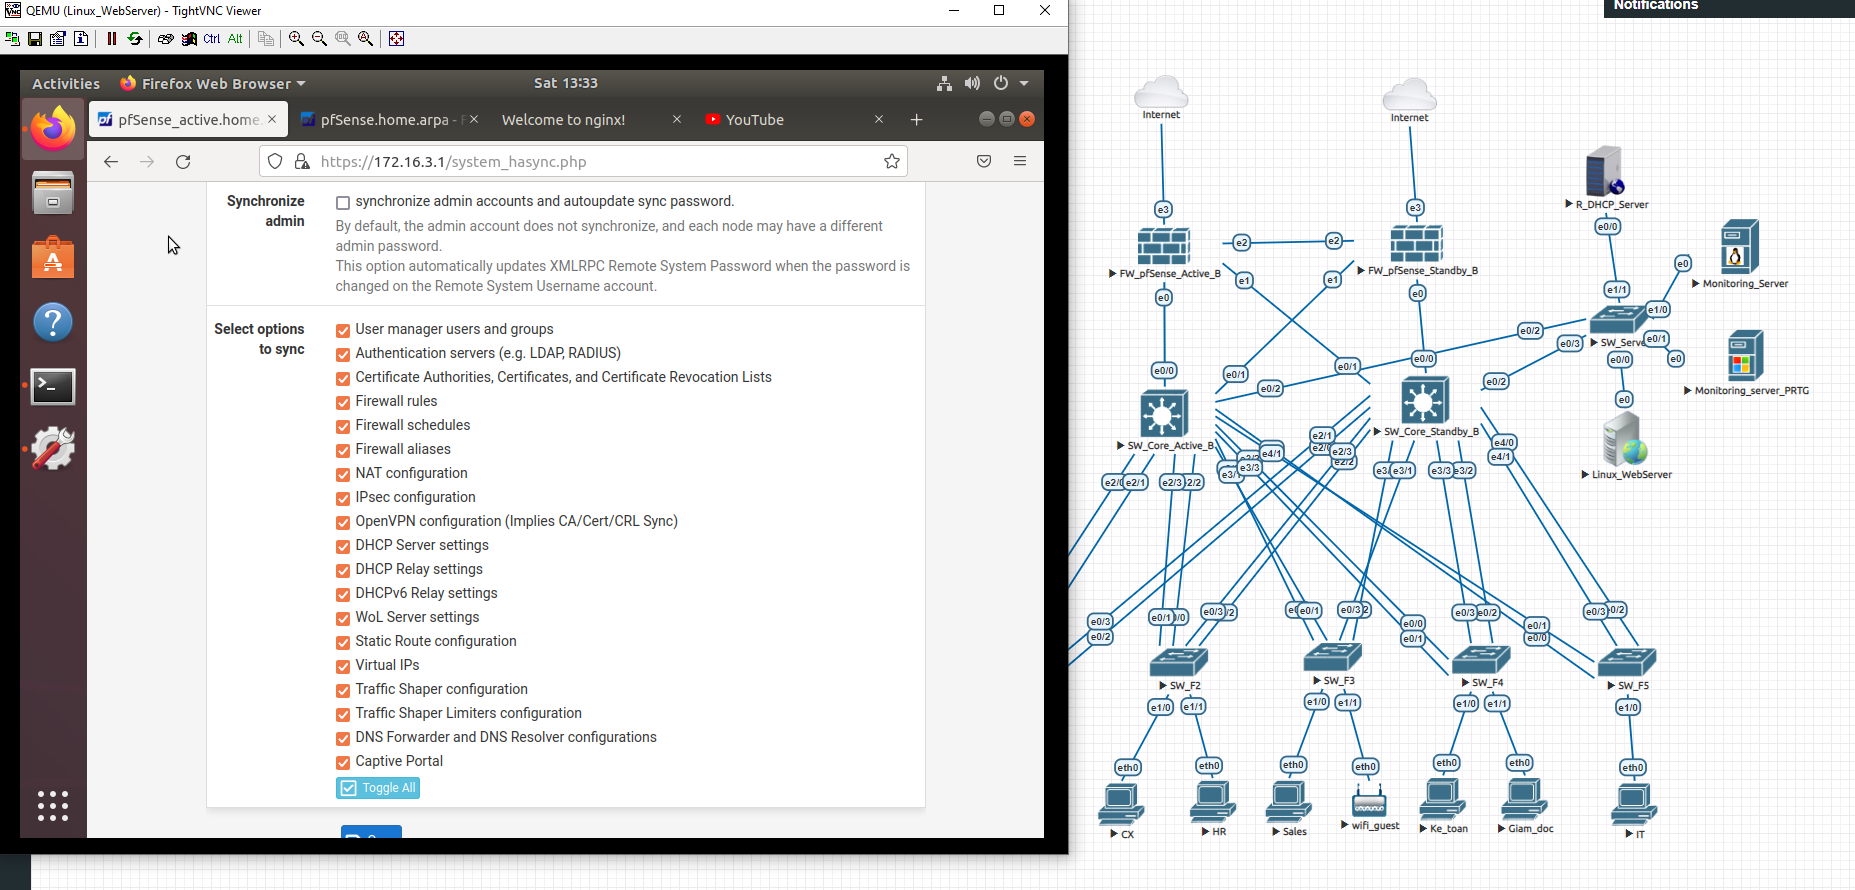 QEMU (Linux_WebServer) - TightVNC Viewer
Ctrl Alt
Activities
Firefox Web Browser
Sat 13:33
pfSense_active.home.
pfSense.home.arpa - F
Welcome to nginx!
YouTube
https://172.16.3.1/system_hasync.php
Synchronize
admin
synchronize admin accounts and autoupdate sync password.
By default, the admin account does not synchronize, and each node may have a different
admin password.
This option automatically updates XMLRPC Remote System Password when the password is
changed on the Remote System Username account.
Select options
to sync
User manager users and groups
Authentication servers (e.g. LDAP, RADIUS)
Certificate Authorities, Certificates, and Certificate Revocation Lists
Firewall rules
Firewall schedules
Firewall aliases
NAT configuration
IPsec configuration
OpenVPN configuration (Implies CA/Cert/CRL Sync)
DHCP Server settings
DHCP Relay settings
DHCPv6 Relay settings
WoL Server settings
Static Route configuration
Virtual IPs
Traffic Shaper configuration
Traffic Shaper Limiters configuration
DNS Forwarder and DNS Resolver configurations
Captive Portal
Toggle All
Notifications
Internet
Internet
R_DHCP_Server
e0/0
e3
e3
e2
e2
FW_pfSense_Active_B
FW_pfSense_Standby_B
e1
e1
e0
e0
e0
Monitoring_Server
e1/1
e1/0
SW_Serve
e0/2
e0/3
e0/1
e0/0
e0
Monitoring_server_PRTG
e0
Linux_WebServer
e0/0
e0/1
e0/2
e0/1
e0/0
e0/2
SW_Core_Active_B
SW_Core_Standby_B
e2/1
e2/3
e2/2
e4/1
e3/3
e4/0
e4/1
e2/1
e2/3
e2/2
e3/1
e3/3
e3/2
e0/3
e0/2
e0/1
e0/3
e0/1
e0/3
e0/0
e0/1
e0/3
e0/2
e0/1
e0/0
e0/3
e0/2
SW_F2
SW_F3
SW_F4
SW_F5
e1/0
e1/1
e1/0
e1/1
e1/0
e1/1
e1/0
eth0
eth0
eth0
eth0
eth0
eth0
eth0
CX
HR
Sales
wifi_guest
Ke_toan
Giam_doc
IT